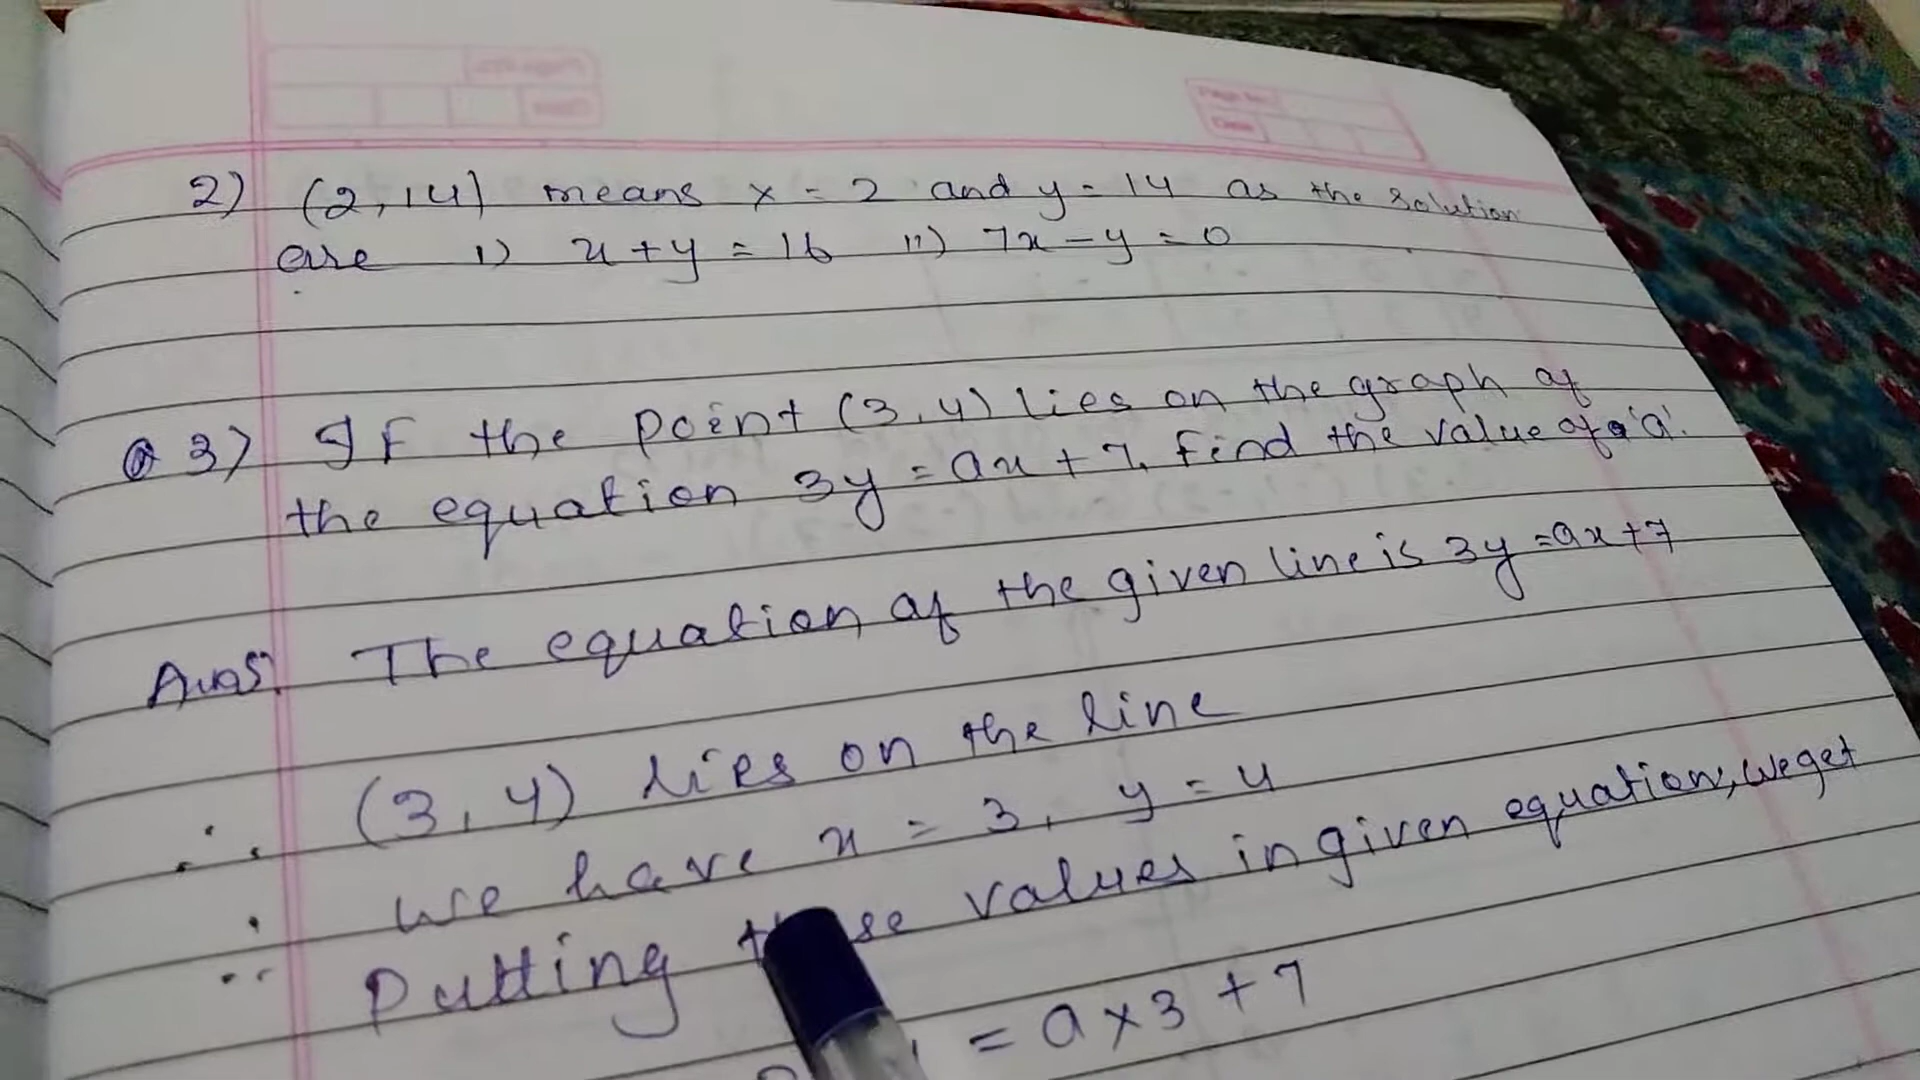 Page No.
Date
2) (2,14) means x = 2 and y = 14 as the solution
are i) x + y = 16 ii) 7x - y = 0
Q 3) If the point (3,4) lies on the graph of
the equation 3y = ax + 7, find the value of 'a'.
Ans. The equation of the given line is 3y = ax + 7
(3,4) lies on the line
∴ we have x = 3, y = 4
∵ Putting values in given equation, we get
= a x 3 + 7